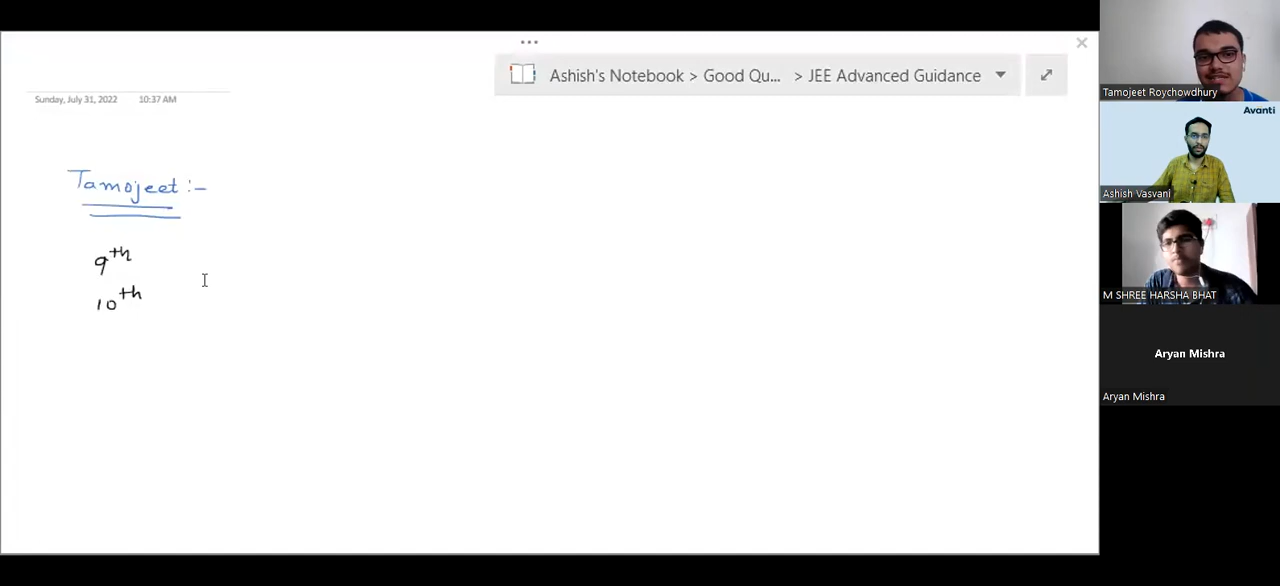 ...
Ashish's Notebook > Good Qu... > JEE Advanced Guidance
Sunday, July 31, 2022 10:37 AM
Tamojeet :-
9th
10th
Tamojeet Roychowdhury
Avanti
Ashish Vasvani
M SHREE HARSHA BHAT
Aryan Mishra
Aryan Mishra